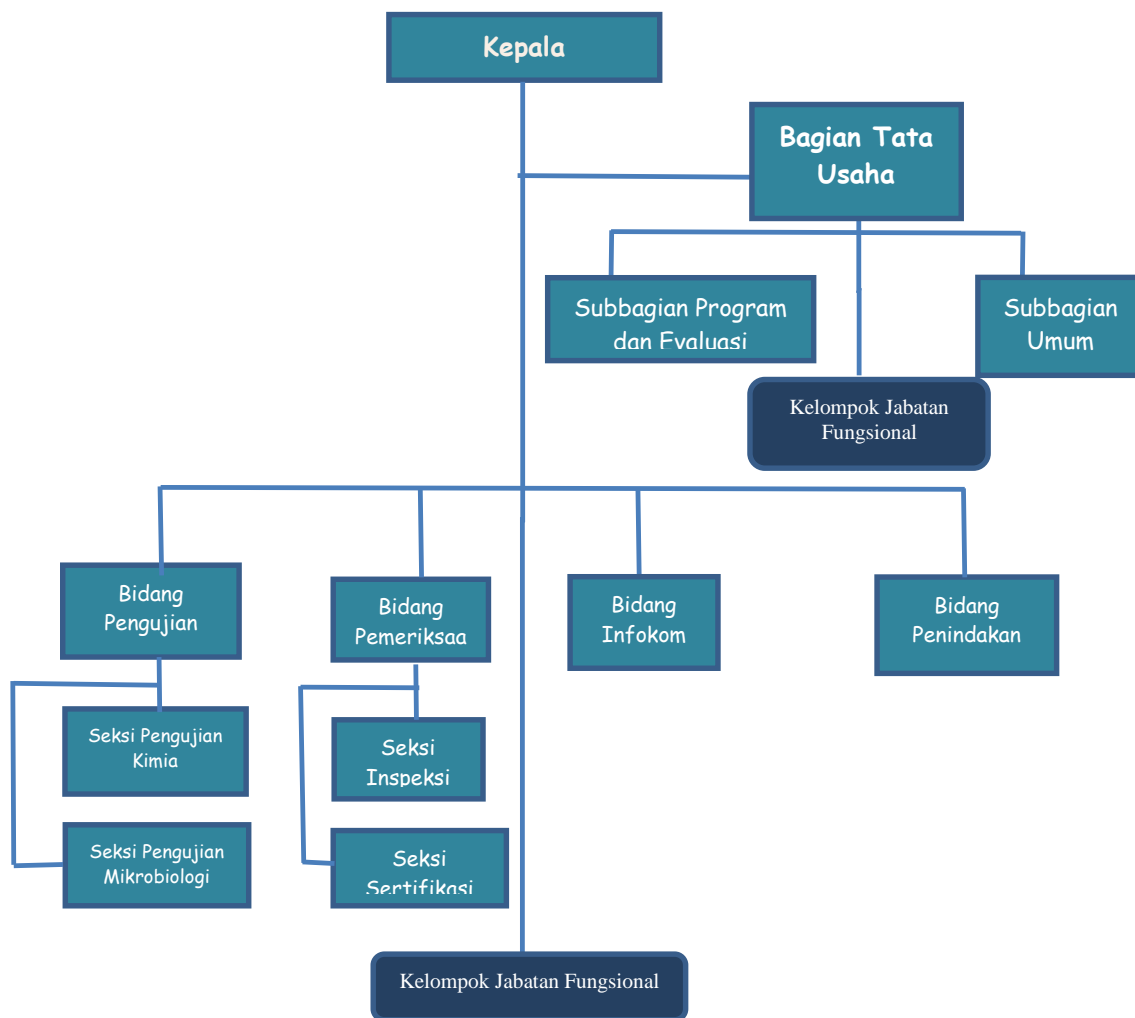 Kepala
Bagian Tata
Usaha
Subbagian Program
dan Evaluasi
Subbagian
Umum
Kelompok Jabatan
Fungsional
Bidang
Pengujian
Bidang
Pemeriksaa
Bidang
Infokom
Bidang
Penindakan
Seksi Pengujian
Kimia
Seksi
Inspeksi
Seksi Pengujian
Mikrobiologi
Seksi
Sertifikasi
Kelompok Jabatan Fungsional